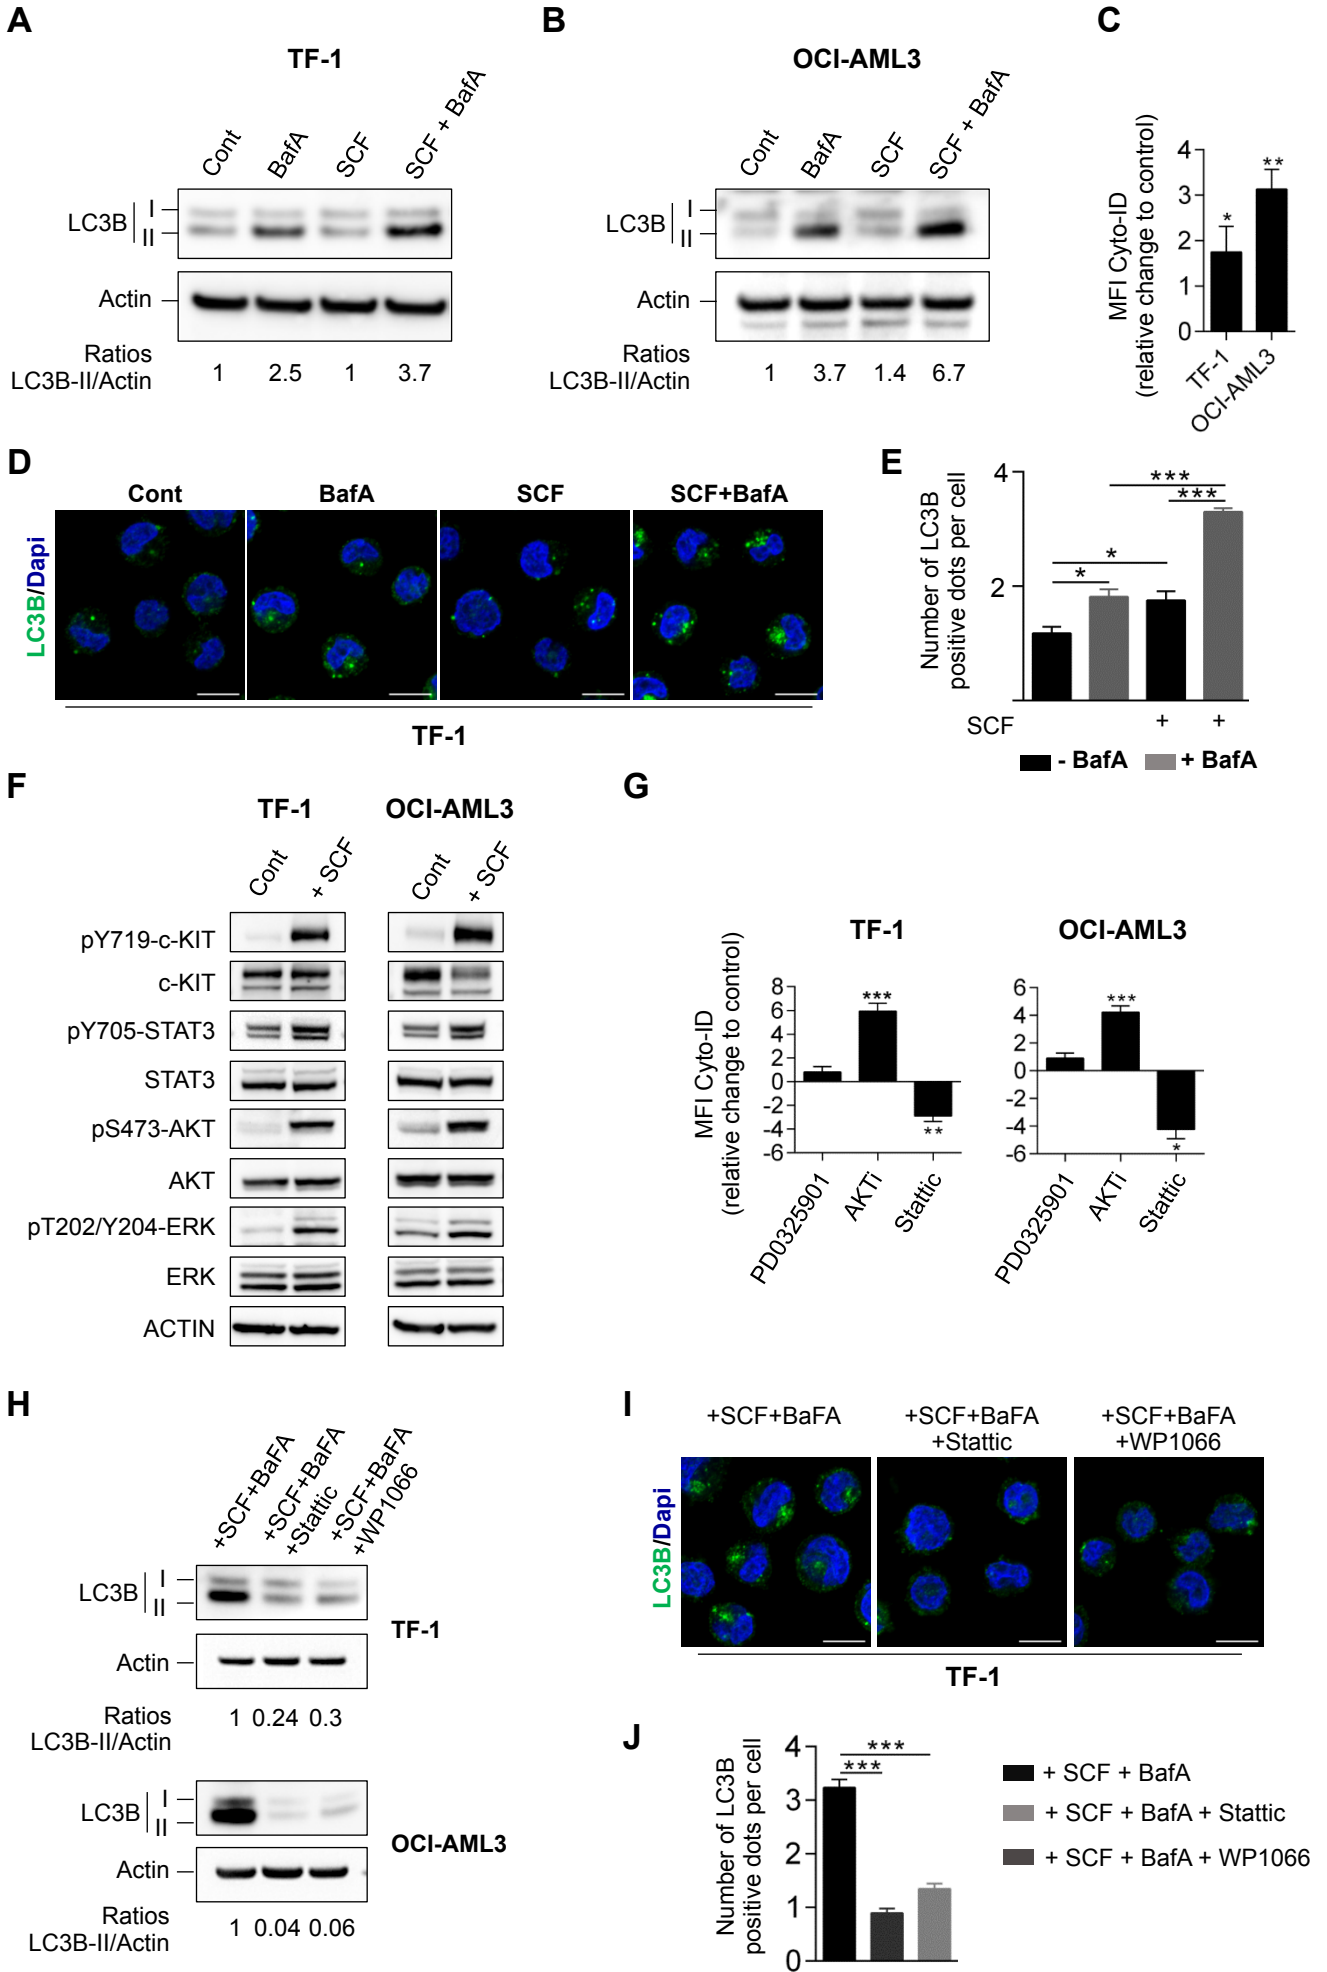 A
TF-1
Cont
BafA
SCF
SCF + BafA
LC3B
I
II
Actin
Ratios
LC3B-II/Actin
1 2.5 1 3.7
B
OCI-AML3
Cont
BafA
SCF
SCF + BafA
LC3B
I
II
Actin
Ratios
LC3B-II/Actin
1 3.7 1.4 6.7
C
MFI Cyto-ID
(relative change to control)
4
3
2
1
0
*
**
TF-1
OCI-AML3
D
Cont
BafA
SCF
SCF+BafA
LC3B/Dapi
TF-1
E
Number of LC3B
positive dots per cell
4
2
***
***
*
*
SCF + +
- BafA
+ BafA
F
TF-1
OCI-AML3
Cont
+ SCF
Cont
+ SCF
pY719-c-KIT
c-KIT
pY705-STAT3
STAT3
pS473-AKT
AKT
pT202/Y204-ERK
ERK
ACTIN
G
MFI Cyto-ID
(relative change to control)
TF-1
8
6
4
2
0
-2
-4
-6
***
**
PD0325901
AKTi
Stattic
OCI-AML3
6
4
2
0
-2
-4
-6
***
*
PD0325901
AKTi
Stattic
H
+SCF+BaFA
+SCF+BaFA
+Stattic
+SCF+BaFA
+WP1066
LC3B
I
II
Actin
TF-1
Ratios
LC3B-II/Actin
1 0.24 0.3
LC3B
I
II
Actin
OCI-AML3
Ratios
LC3B-II/Actin
1 0.04 0.06
I
+SCF+BaFA
+SCF+BaFA
+Stattic
+SCF+BaFA
+WP1066
LC3B/Dapi
TF-1
J
Number of LC3B
positive dots per cell
4
3
2
1
0
***
***
+ SCF + BafA
+ SCF + BafA + Stattic
+ SCF + BafA + WP1066